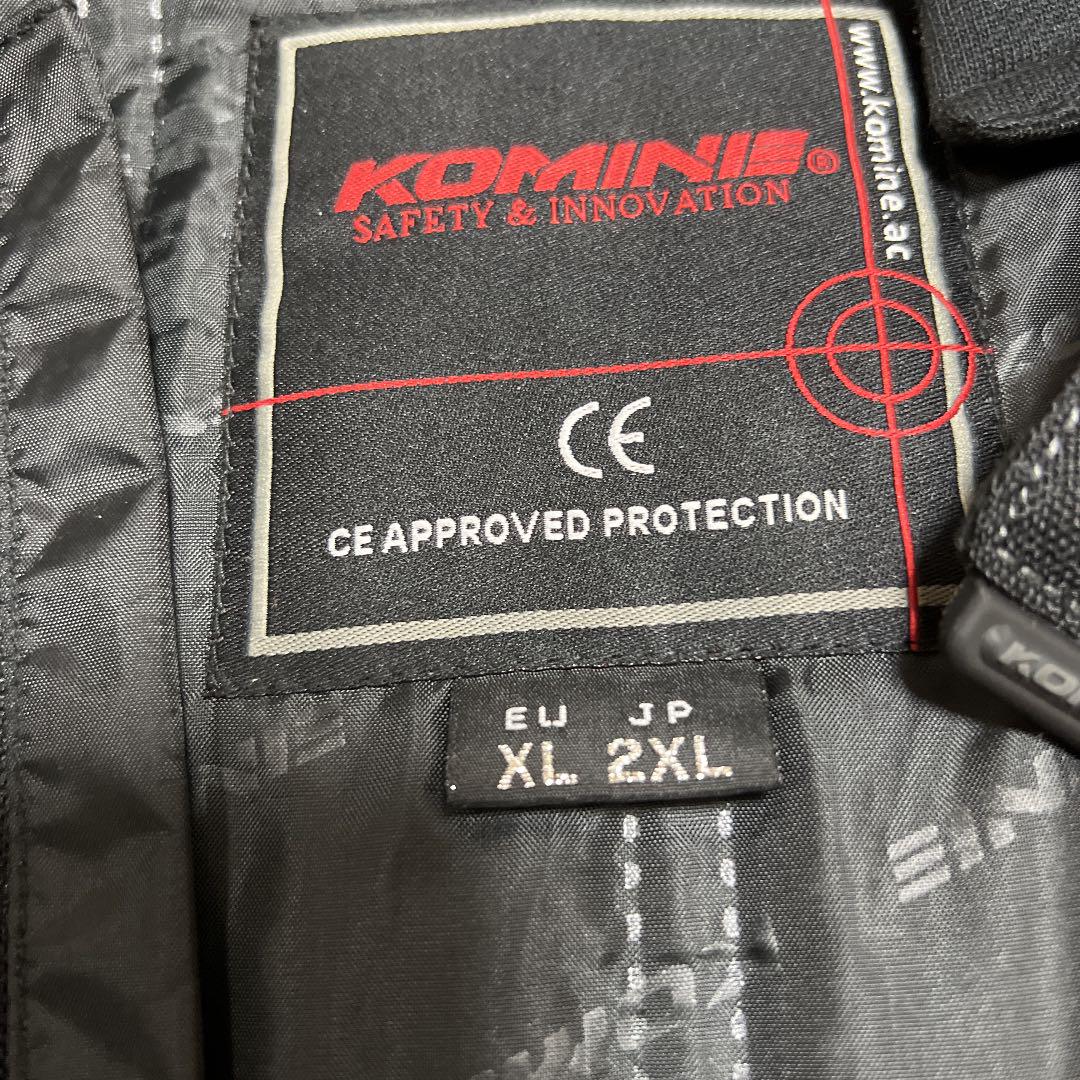 KOMINE®
SAFETY & INNOVATION
www.komine.ac
CE
CE APPROVED PROTECTION
EU JP
XL 2XL